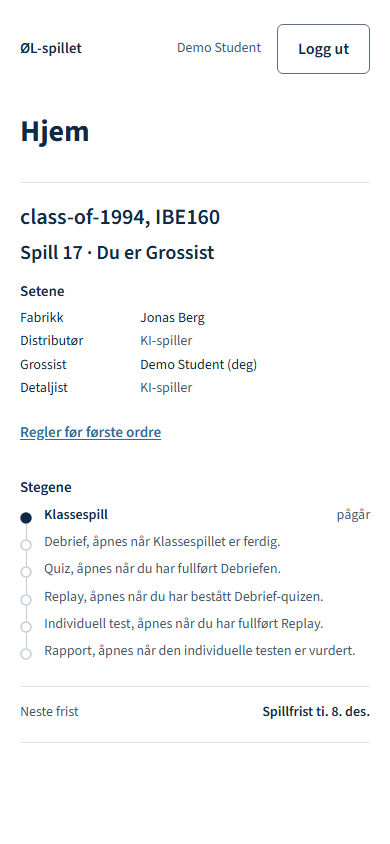 ØL-spillet
Demo Student
Logg ut
Hjem
class-of-1994, IBE160
Spill 17 · Du er Grossist
Setene
Fabrikk Jonas Berg
Distributør KI-spiller
Grossist Demo Student (deg)
Detaljist KI-spiller
Regler før første ordre
Stegene
Klassespill pågår
Debrief, åpnes når Klassespillet er ferdig.
Quiz, åpnes når du har fullført Debriefen.
Replay, åpnes når du har bestått Debrief-quizen.
Individuell test, åpnes når du har fullført Replay.
Rapport, åpnes når den individuelle testen er vurdert.
Neste frist Spillfrist ti. 8. des.